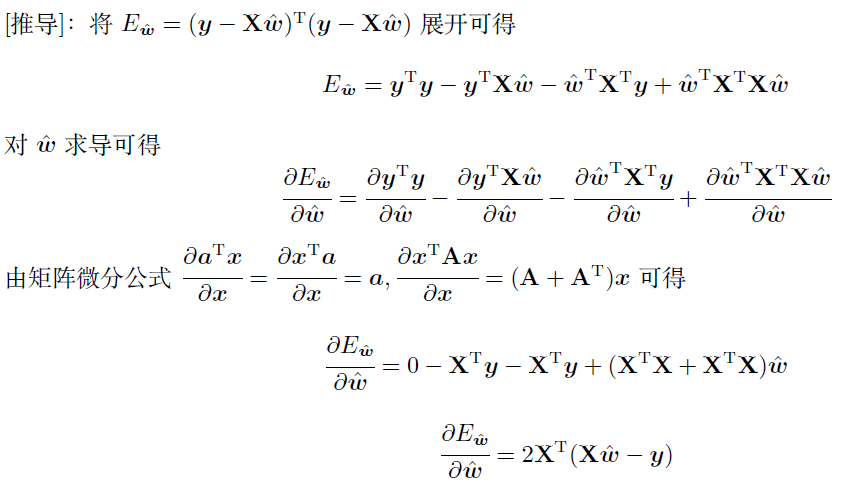 [推导]：将 $E_{\hat{\boldsymbol{w}}} = (\boldsymbol{y} - \mathbf{X}\hat{\boldsymbol{w}})^{\mathrm{T}}(\boldsymbol{y} - \mathbf{X}\hat{\boldsymbol{w}})$ 展开可得
$E_{\hat{\boldsymbol{w}}} = \boldsymbol{y}^{\mathrm{T}}\boldsymbol{y} - \boldsymbol{y}^{\mathrm{T}}\mathbf{X}\hat{\boldsymbol{w}} - \hat{\boldsymbol{w}}^{\mathrm{T}}\mathbf{X}^{\mathrm{T}}\boldsymbol{y} + \hat{\boldsymbol{w}}^{\mathrm{T}}\mathbf{X}^{\mathrm{T}}\mathbf{X}\hat{\boldsymbol{w}}$
对 $\hat{\boldsymbol{w}}$ 求导可得
$\frac{\partial E_{\hat{\boldsymbol{w}}}}{\partial \hat{\boldsymbol{w}}} = \frac{\partial \boldsymbol{y}^{\mathrm{T}}\boldsymbol{y}}{\partial \hat{\boldsymbol{w}}} - \frac{\partial \boldsymbol{y}^{\mathrm{T}}\mathbf{X}\hat{\boldsymbol{w}}}{\partial \hat{\boldsymbol{w}}} - \frac{\partial \hat{\boldsymbol{w}}^{\mathrm{T}}\mathbf{X}^{\mathrm{T}}\boldsymbol{y}}{\partial \hat{\boldsymbol{w}}} + \frac{\partial \hat{\boldsymbol{w}}^{\mathrm{T}}\mathbf{X}^{\mathrm{T}}\mathbf{X}\hat{\boldsymbol{w}}}{\partial \hat{\boldsymbol{w}}}$
由矩阵微分公式 $\frac{\partial \boldsymbol{a}^{\mathrm{T}}\boldsymbol{x}}{\partial \boldsymbol{x}} = \frac{\partial \boldsymbol{x}^{\mathrm{T}}\boldsymbol{a}}{\partial \boldsymbol{x}} = \boldsymbol{a}, \frac{\partial \boldsymbol{x}^{\mathrm{T}}\mathbf{A}\boldsymbol{x}}{\partial \boldsymbol{x}} = (\mathbf{A} + \mathbf{A}^{\mathrm{T}})\boldsymbol{x}$ 可得
$\frac{\partial E_{\hat{\boldsymbol{w}}}}{\partial \hat{\boldsymbol{w}}} = 0 - \mathbf{X}^{\mathrm{T}}\boldsymbol{y} - \mathbf{X}^{\mathrm{T}}\boldsymbol{y} + (\mathbf{X}^{\mathrm{T}}\mathbf{X} + \mathbf{X}^{\mathrm{T}}\mathbf{X})\hat{\boldsymbol{w}}$
$\frac{\partial E_{\hat{\boldsymbol{w}}}}{\partial \hat{\boldsymbol{w}}} = 2\mathbf{X}^{\mathrm{T}}(\mathbf{X}\hat{\boldsymbol{w}} - \boldsymbol{y})$